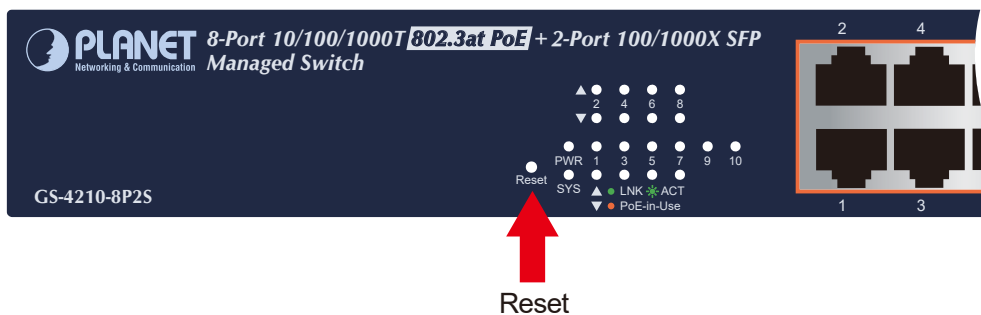 PLANET
Networking & Communication
8-Port 10/100/1000T 802.3at PoE + 2-Port 100/1000X SFP
Managed Switch
2 4
▲
2 4 6 8
▼
PWR 1 3 5 7 9 10
Reset
SYS
▲ ● LNK ACT
▼ ● PoE-in-Use
GS-4210-8P2S
1 3
Reset